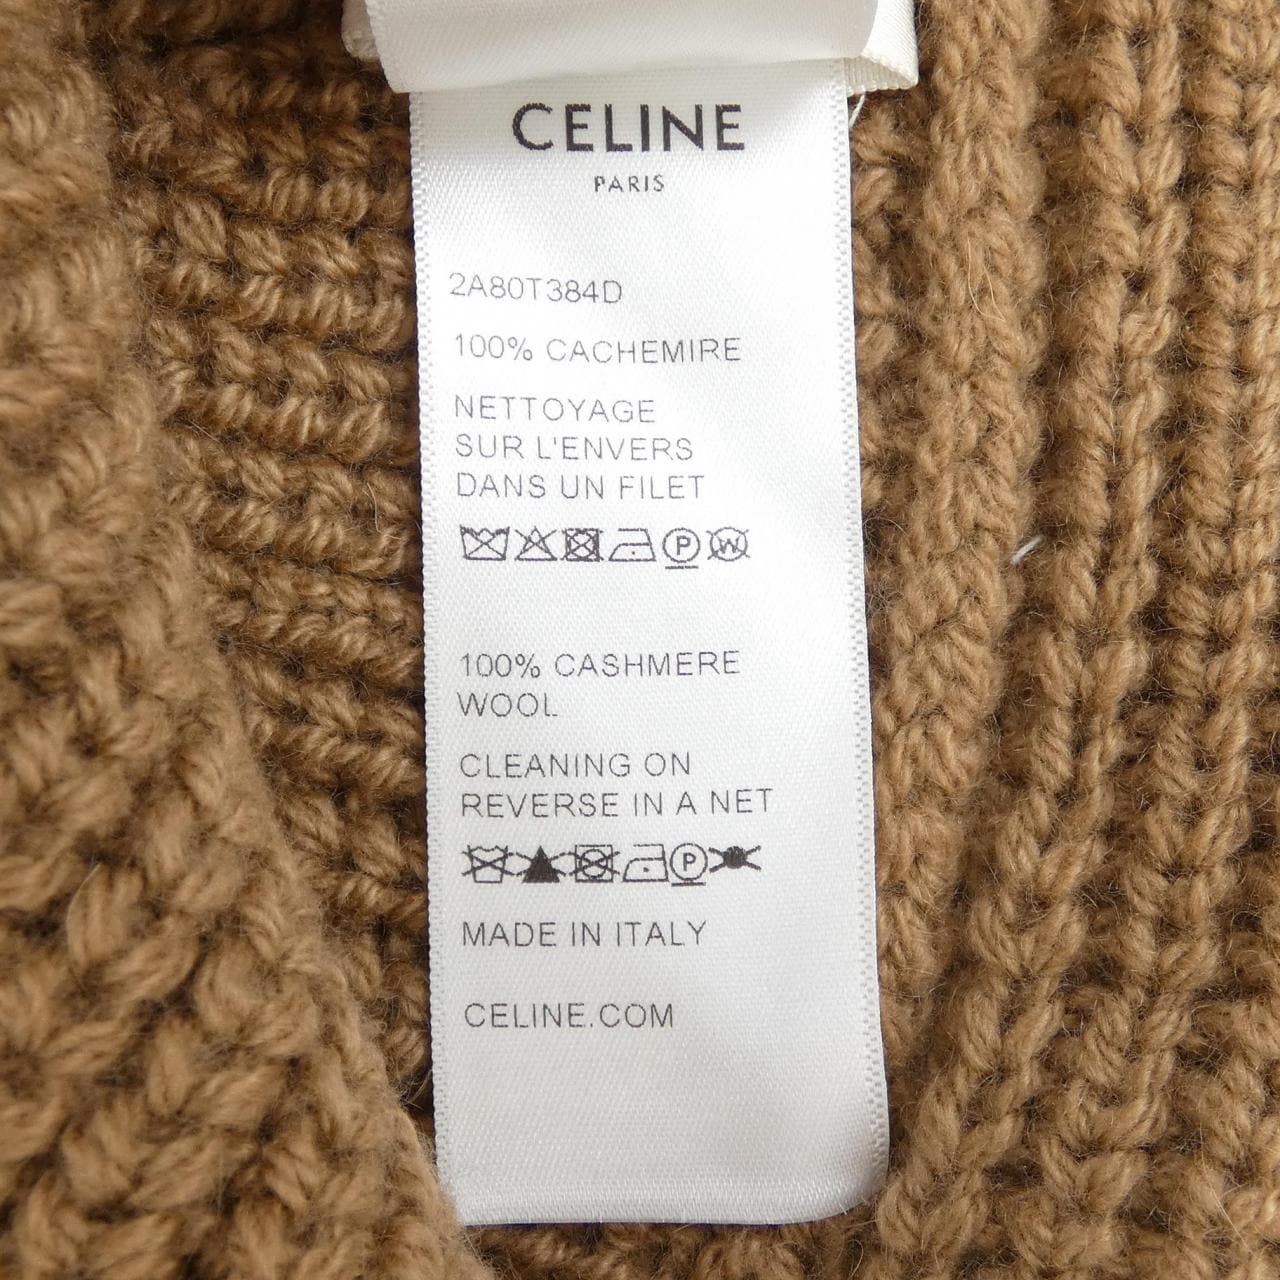 CELINE
PARIS
2A80T384D
100% CACHEMIRE
NETTOYAGE
SUR L'ENVERS
DANS UN FILET
P W
100% CASHMERE
WOOL
CLEANING ON
REVERSE IN A NET
P
MADE IN ITALY
CELINE.COM